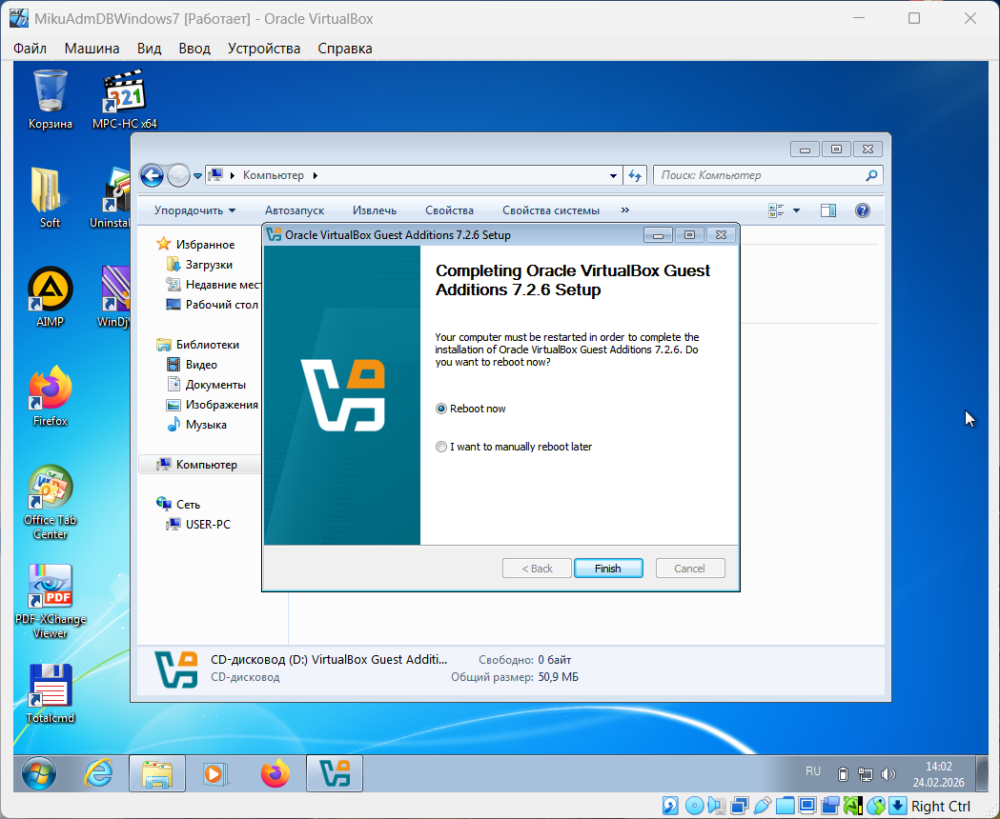 MikuAdmDBWindows7 [Работает] - Oracle VirtualBox
Файл Машина Вид Ввод Устройства Справка
Корзина
MPC-HC x64
Soft
Uninstal
AIMP
WinDj
Firefox
Office Tab
Center
PDF
PDF-XChange
Viewer
Totalcmd
Компьютер
Поиск: Компьютер
Упорядочить Автозапуск Извлечь Свойства Свойства системы »
Избранное
Загрузки
Недавние мест
Рабочий стол
Библиотеки
Видео
Документы
Изображения
Музыка
Компьютер
Сеть
USER-PC
Oracle VirtualBox Guest Additions 7.2.6 Setup
Completing Oracle VirtualBox Guest
Additions 7.2.6 Setup
Your computer must be restarted in order to complete the
installation of Oracle VirtualBox Guest Additions 7.2.6. Do
you want to reboot now?
Reboot now
I want to manually reboot later
< Back Finish Cancel
CD-дисковод (D:) VirtualBox Guest Additi... Свободно: 0 байт
CD-дисковод Общий размер: 50,9 МБ
RU
14:02
24.02.2026
Right Ctrl